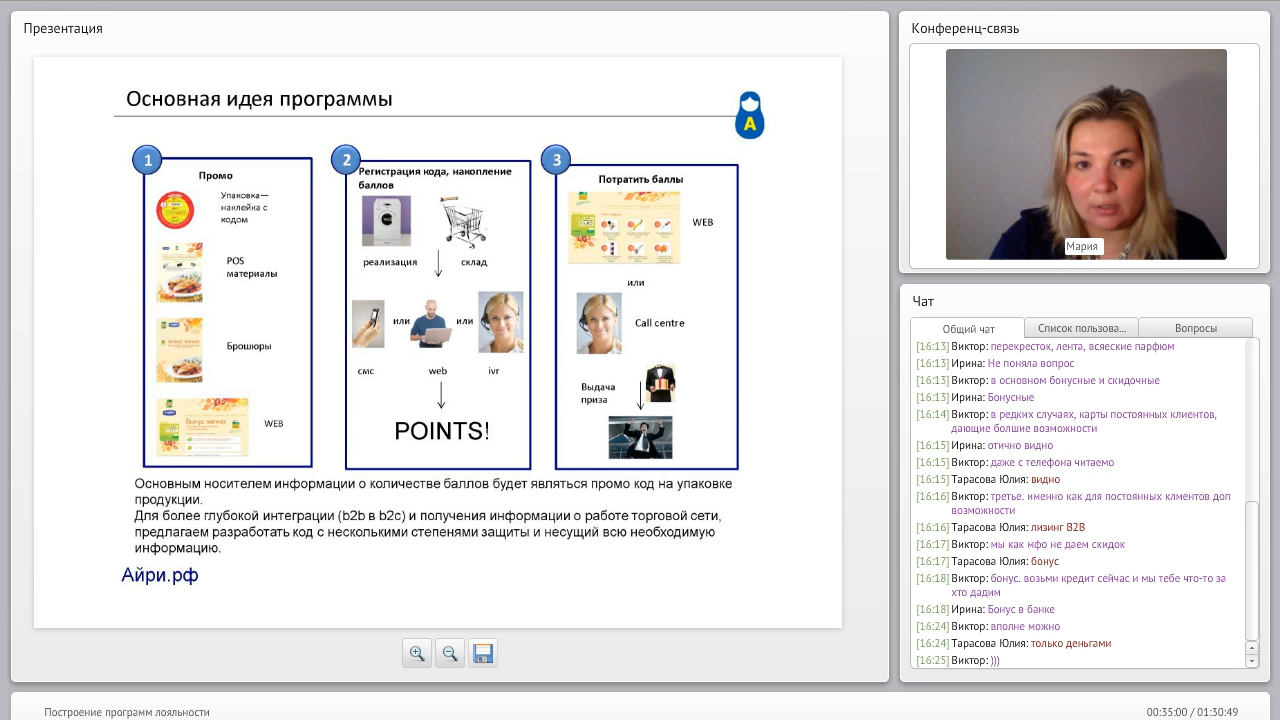 Презентация
Основная идея программы
А
1
Промо
Упаковка—
наклейка с
кодом
POS
материалы
Брошюры
WEB
2
Регистрация кода, накопление
баллов
реализация
склад
или
или
смс
web
ivr
POINTS!
3
Потратить баллы
WEB
или
Call centre
Выдача
приза
Основным носителем информации о количестве баллов будет являться промо код на упаковке
продукции.
Для более глубокой интеграции (b2b в b2c) и получения информации о работе торговой сети,
предлагаем разработать код с несколькими степенями защиты и несущий всю необходимую
информацию.
Айри.рф
Конференц-связь
Мария
Чат
Общий чат
Список пользова...
Вопросы
[16:13] Виктор: перекресток, лента, всяеские парфюм
[16:13] Ирина: Не поняла вопрос
[16:13] Виктор: в основном бонусные и скидочные
[16:13] Ирина: Бонусные
[16:14] Виктор: в редких случаях, карты постоянных клиентов,
дающие болшие возможности
[16:15] Ирина: отично видно
[16:15] Виктор: даже с телефона читаемо
[16:15] Тарасова Юлия: видно
[16:16] Виктор: третье. именно как для постоянных клментов доп
возможности
[16:16] Тарасова Юлия: лизинг B2B
[16:17] Виктор: мы как мфо не даем скидок
[16:17] Тарасова Юлия: бонус
[16:18] Виктор: бонус. возьми кредит сейчас и мы тебе что-то за
хто дадим
[16:18] Ирина: Бонус в банке
[16:24] Виктор: вполне можно
[16:24] Тарасова Юлия: только деньгами
[16:25] Виктор: )))
Построение программ лояльности
00:35:00 / 01:30:49